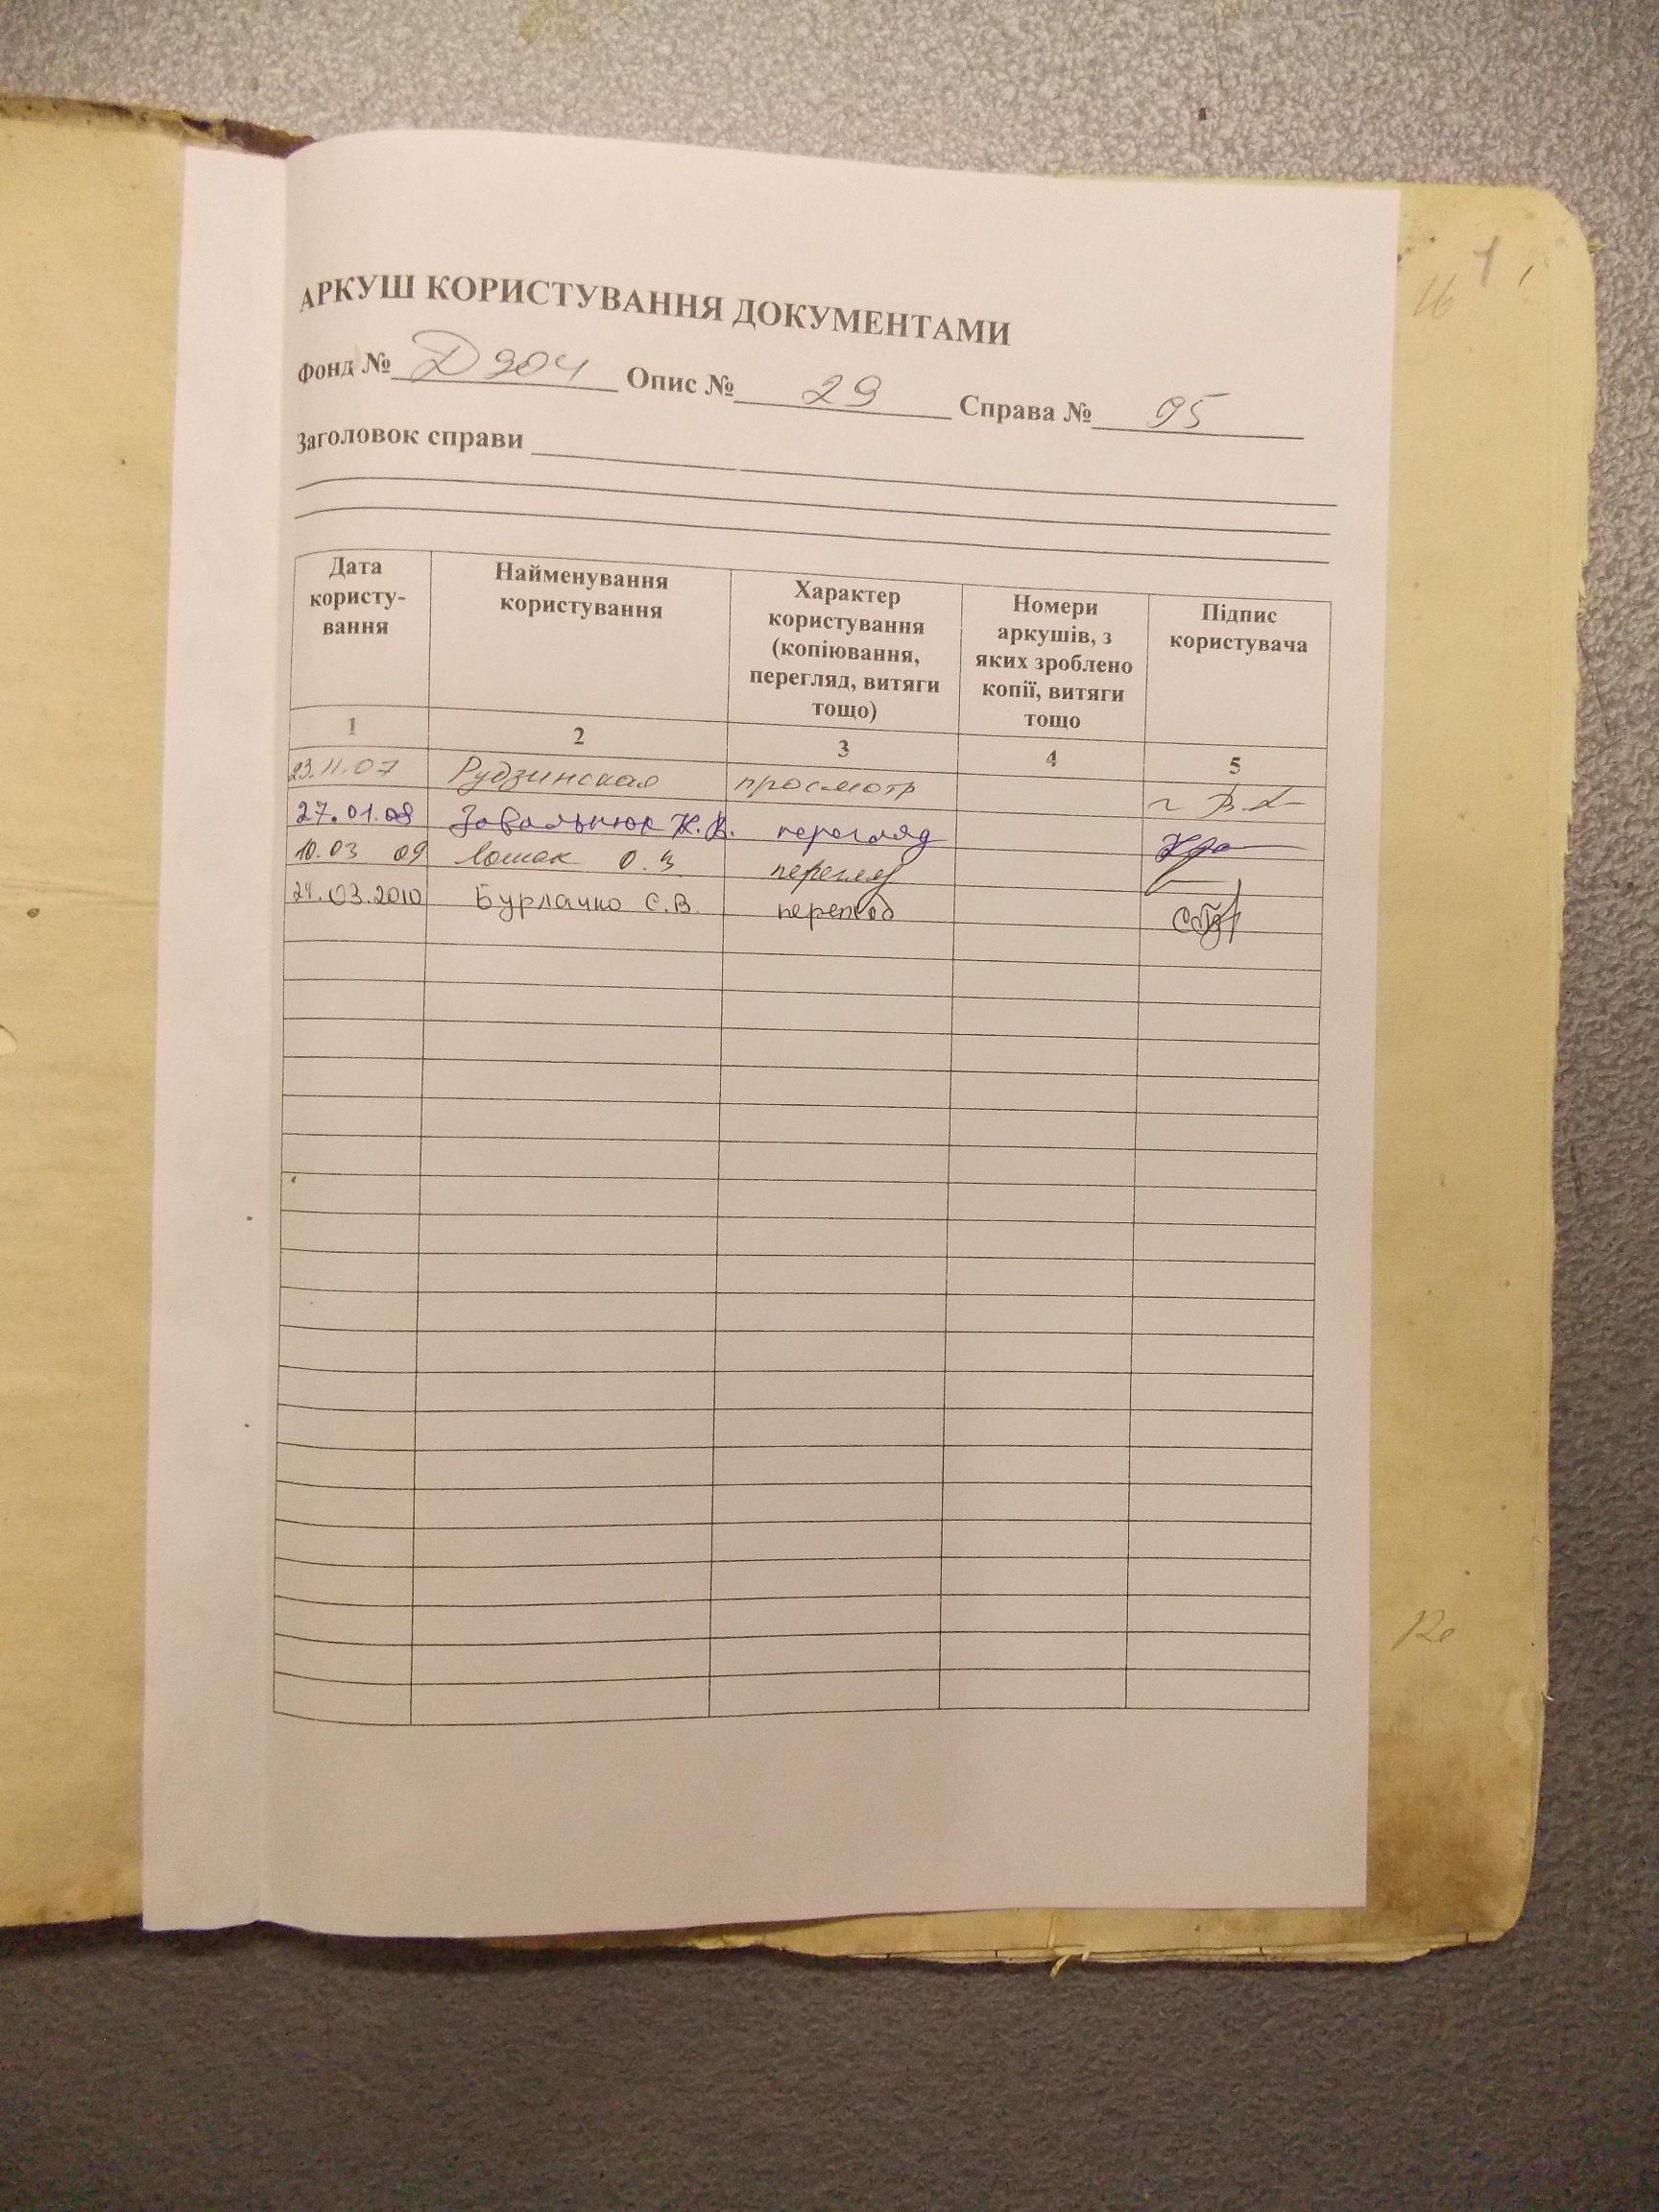 АРКУШ КОРИСТУВАННЯ ДОКУМЕНТАМИ
Фонд № Д904 Опис № 29 Справа № 95
Заголовок справи
Дата користу-вання
Найменування користування
Характер користування (копіювання, перегляд, витяги тощо)
Номери аркушів, з яких зроблено копії, витяги тощо
Підпис користувача
1 2 3 4 5
23.11.07 Рудзинская просмотр
27.01.08 Завальнюк К.В. перегляд
10.03 09 перегляд
24.03.2010 Бурлачко С.В. перегляд